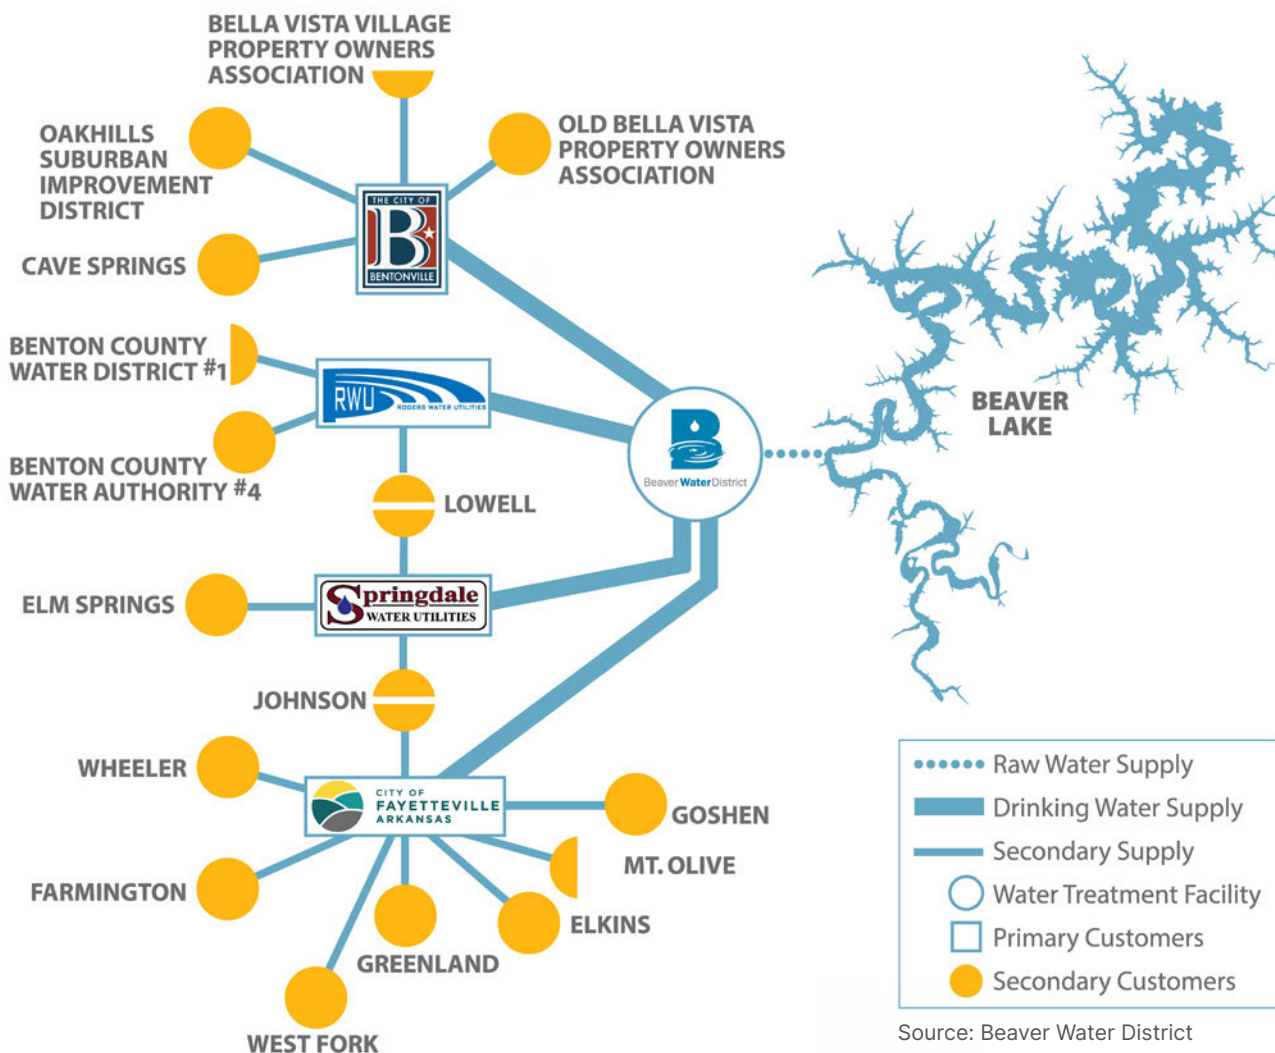 BELLA VISTA VILLAGE
PROPERTY OWNERS
ASSOCIATION
OAKHILLS
SUBURBAN
IMPROVEMENT
DISTRICT
OLD BELLA VISTA
PROPERTY OWNERS
ASSOCIATION
THE CITY OF
B
BENTONVILLE
CAVE SPRINGS
BENTON COUNTY
WATER DISTRICT #1
RWU
ROGERS WATER UTILITIES
BENTON COUNTY
WATER AUTHORITY #4
LOWELL
B
Beaver Water District
BEAVER
LAKE
ELM SPRINGS
Springdale
WATER UTILITIES
JOHNSON
WHEELER
CITY OF
FAYETTEVILLE
ARKANSAS
GOSHEN
MT. OLIVE
FARMINGTON
ELKINS
GREENLAND
WEST FORK
Raw Water Supply
Drinking Water Supply
Secondary Supply
Water Treatment Facility
Primary Customers
Secondary Customers
Source: Beaver Water District